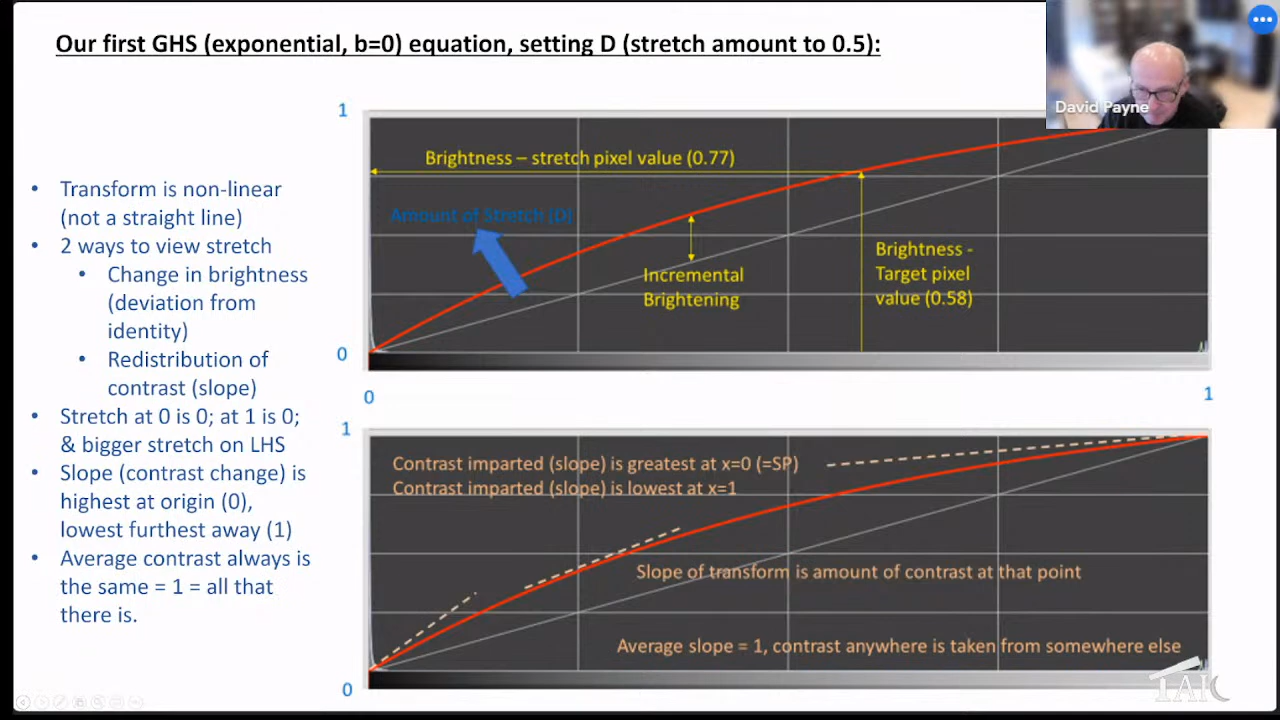 Our first GHS (exponential, b=0) equation, setting D (stretch amount to 0.5):
David Payne
• Transform is non-linear
(not a straight line)
• 2 ways to view stretch
• Change in brightness
(deviation from
identity)
• Redistribution of
contrast (slope)
• Stretch at 0 is 0; at 1 is 0;
& bigger stretch on LHS
• Slope (contrast change) is
highest at origin (0),
lowest furthest away (1)
• Average contrast always is
the same = 1 = all that
there is.
1
Brightness – stretch pixel value (0.77)
Amount of Stretch (D)
Incremental
Brightening
Brightness -
Target pixel
value (0.58)
0
0
1
1
Contrast imparted (slope) is greatest at x=0 (=SP)
Contrast imparted (slope) is lowest at x=1
Slope of transform is amount of contrast at that point
Average slope = 1, contrast anywhere is taken from somewhere else
0
TAIC